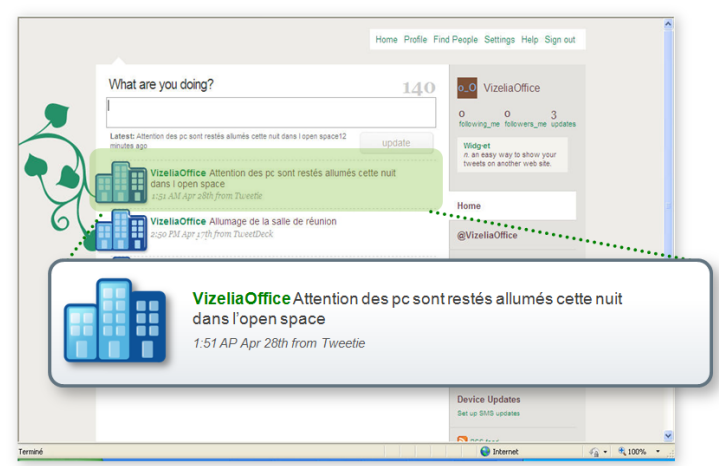 Home Profile Find People Settings Help Sign out
What are you doing?
140
Latest: Attention des pc sont restés allumés cette nuit dans l open space12
minutes ago
update
VizeliaOffice Attention des pc sont restés allumés cette nuit
dans l open space
1:51 AM Apr 28th from Tweetie
VizeliaOffice Allumage de la salle de réunion
2:50 PM Apr 17th from TweetDeck
o_O VizeliaOffice
0 0 3
following_me followers_me updates
Widg·et
n. an easy way to show your
tweets on another web site.
Home
@VizeliaOffice
VizeliaOffice Attention des pc sont restés allumés cette nuit
dans l'open space
1:51 AP Apr 28th from Tweetie
Device Updates
Set up SMS updates
RSS feed
Terminé
Internet
100%